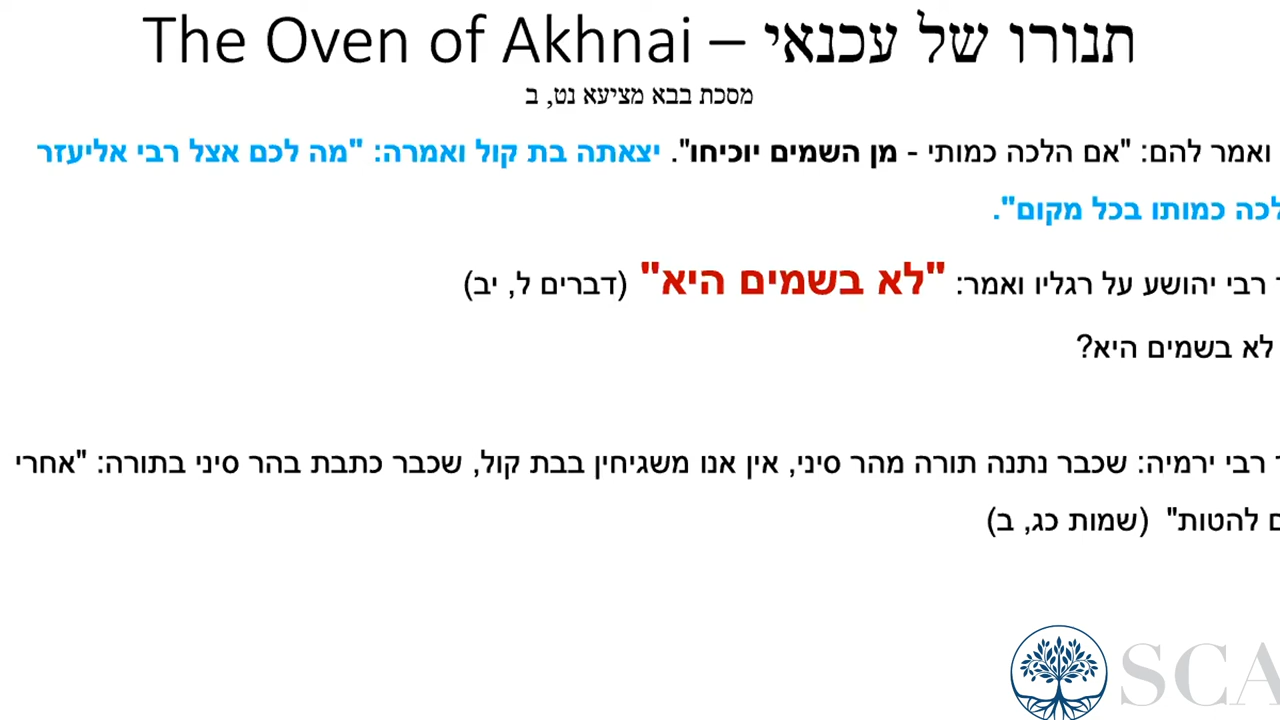 The Oven of Akhnai – תנורו של עכנאי
מסכת בבא מציעא נט, ב
ואמר להם: "אם הלכה כמותי - מן השמים יוכיחו". יצאתה בת קול ואמרה: "מה לכם אצל רבי אליעזר
כמותו בכל מקום".
רבי יהושע על רגליו ואמר: "לא בשמים היא" (דברים ל, יב)
לא בשמים היא?
רבי ירמיה: שכבר נתנה תורה מהר סיני, אין אנו משגיחין בבת קול, שכבר כתבת בהר סיני בתורה: "אחרי
להטות" (שמות כג, ב)
SCA